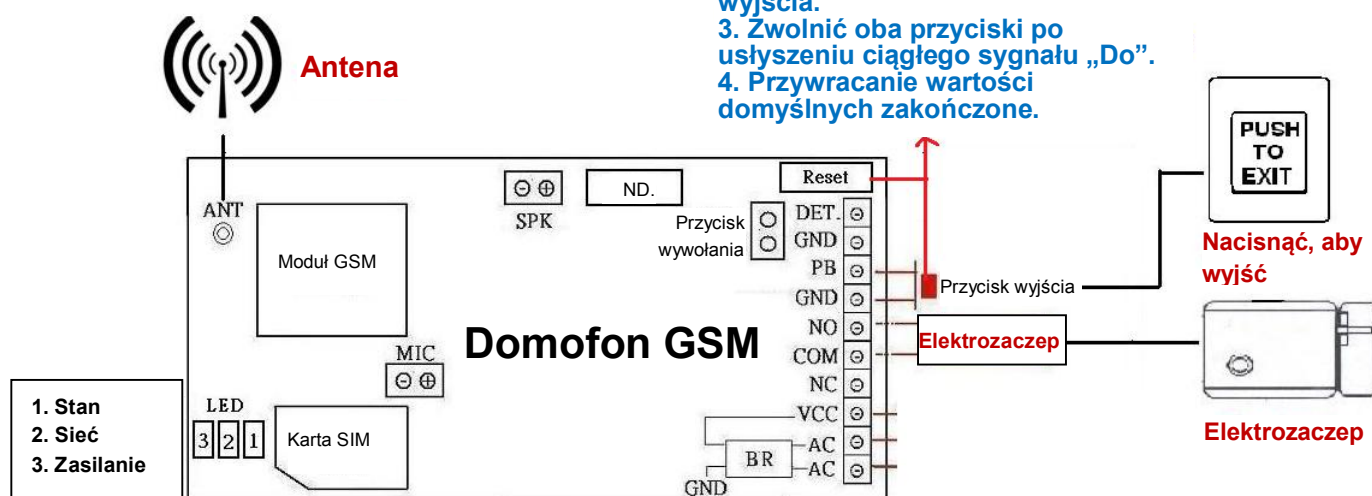 wyjścia.
3. Zwolnić oba przyciski po
usłyszeniu ciągłego sygnału „Do”.
4. Przywracanie wartości
domyślnych zakończone.
Antena
PUSH
TO
EXIT
Nacisnąć, aby
wyjść
ANT
SPK
ND.
Reset
Przycisk
wywołania
DET.
GND
PB
GND
NO
COM
NC
VCC
AC
AC
Moduł GSM
Przycisk wyjścia
Domofon GSM
Elektrozaczep
MIC
LED
3 2 1
Karta SIM
BR
GND
1. Stan
2. Sieć
3. Zasilanie
Elektrozaczep